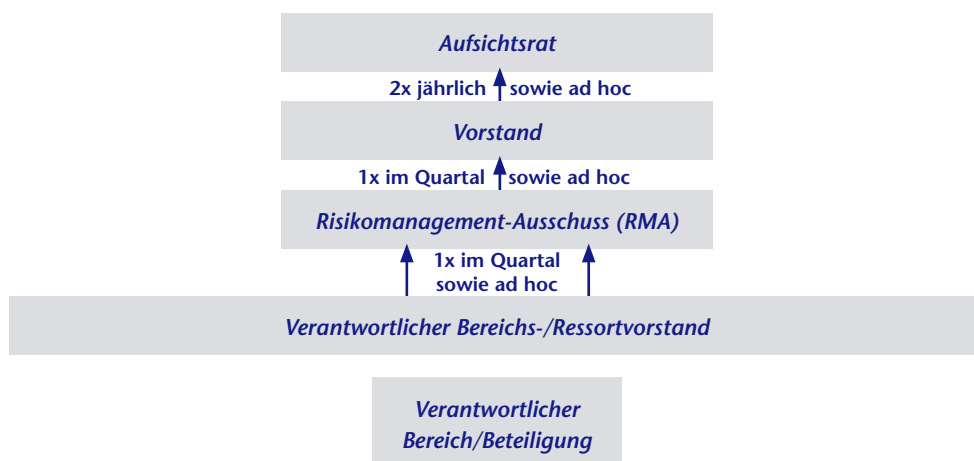 Aufsichtsrat
2x jährlich sowie ad hoc
Vorstand
1x im Quartal sowie ad hoc
Risikomanagement-Ausschuss (RMA)
1x im Quartal
sowie ad hoc
Verantwortlicher Bereichs-/Ressortvorstand
Verantwortlicher
Bereich/Beteiligung